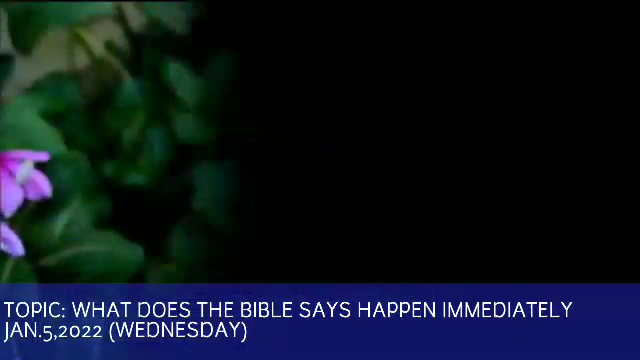 TOPIC: WHAT DOES THE BIBLE SAYS HAPPEN IMMEDIATELY
JAN.5,2022 (WEDNESDAY)